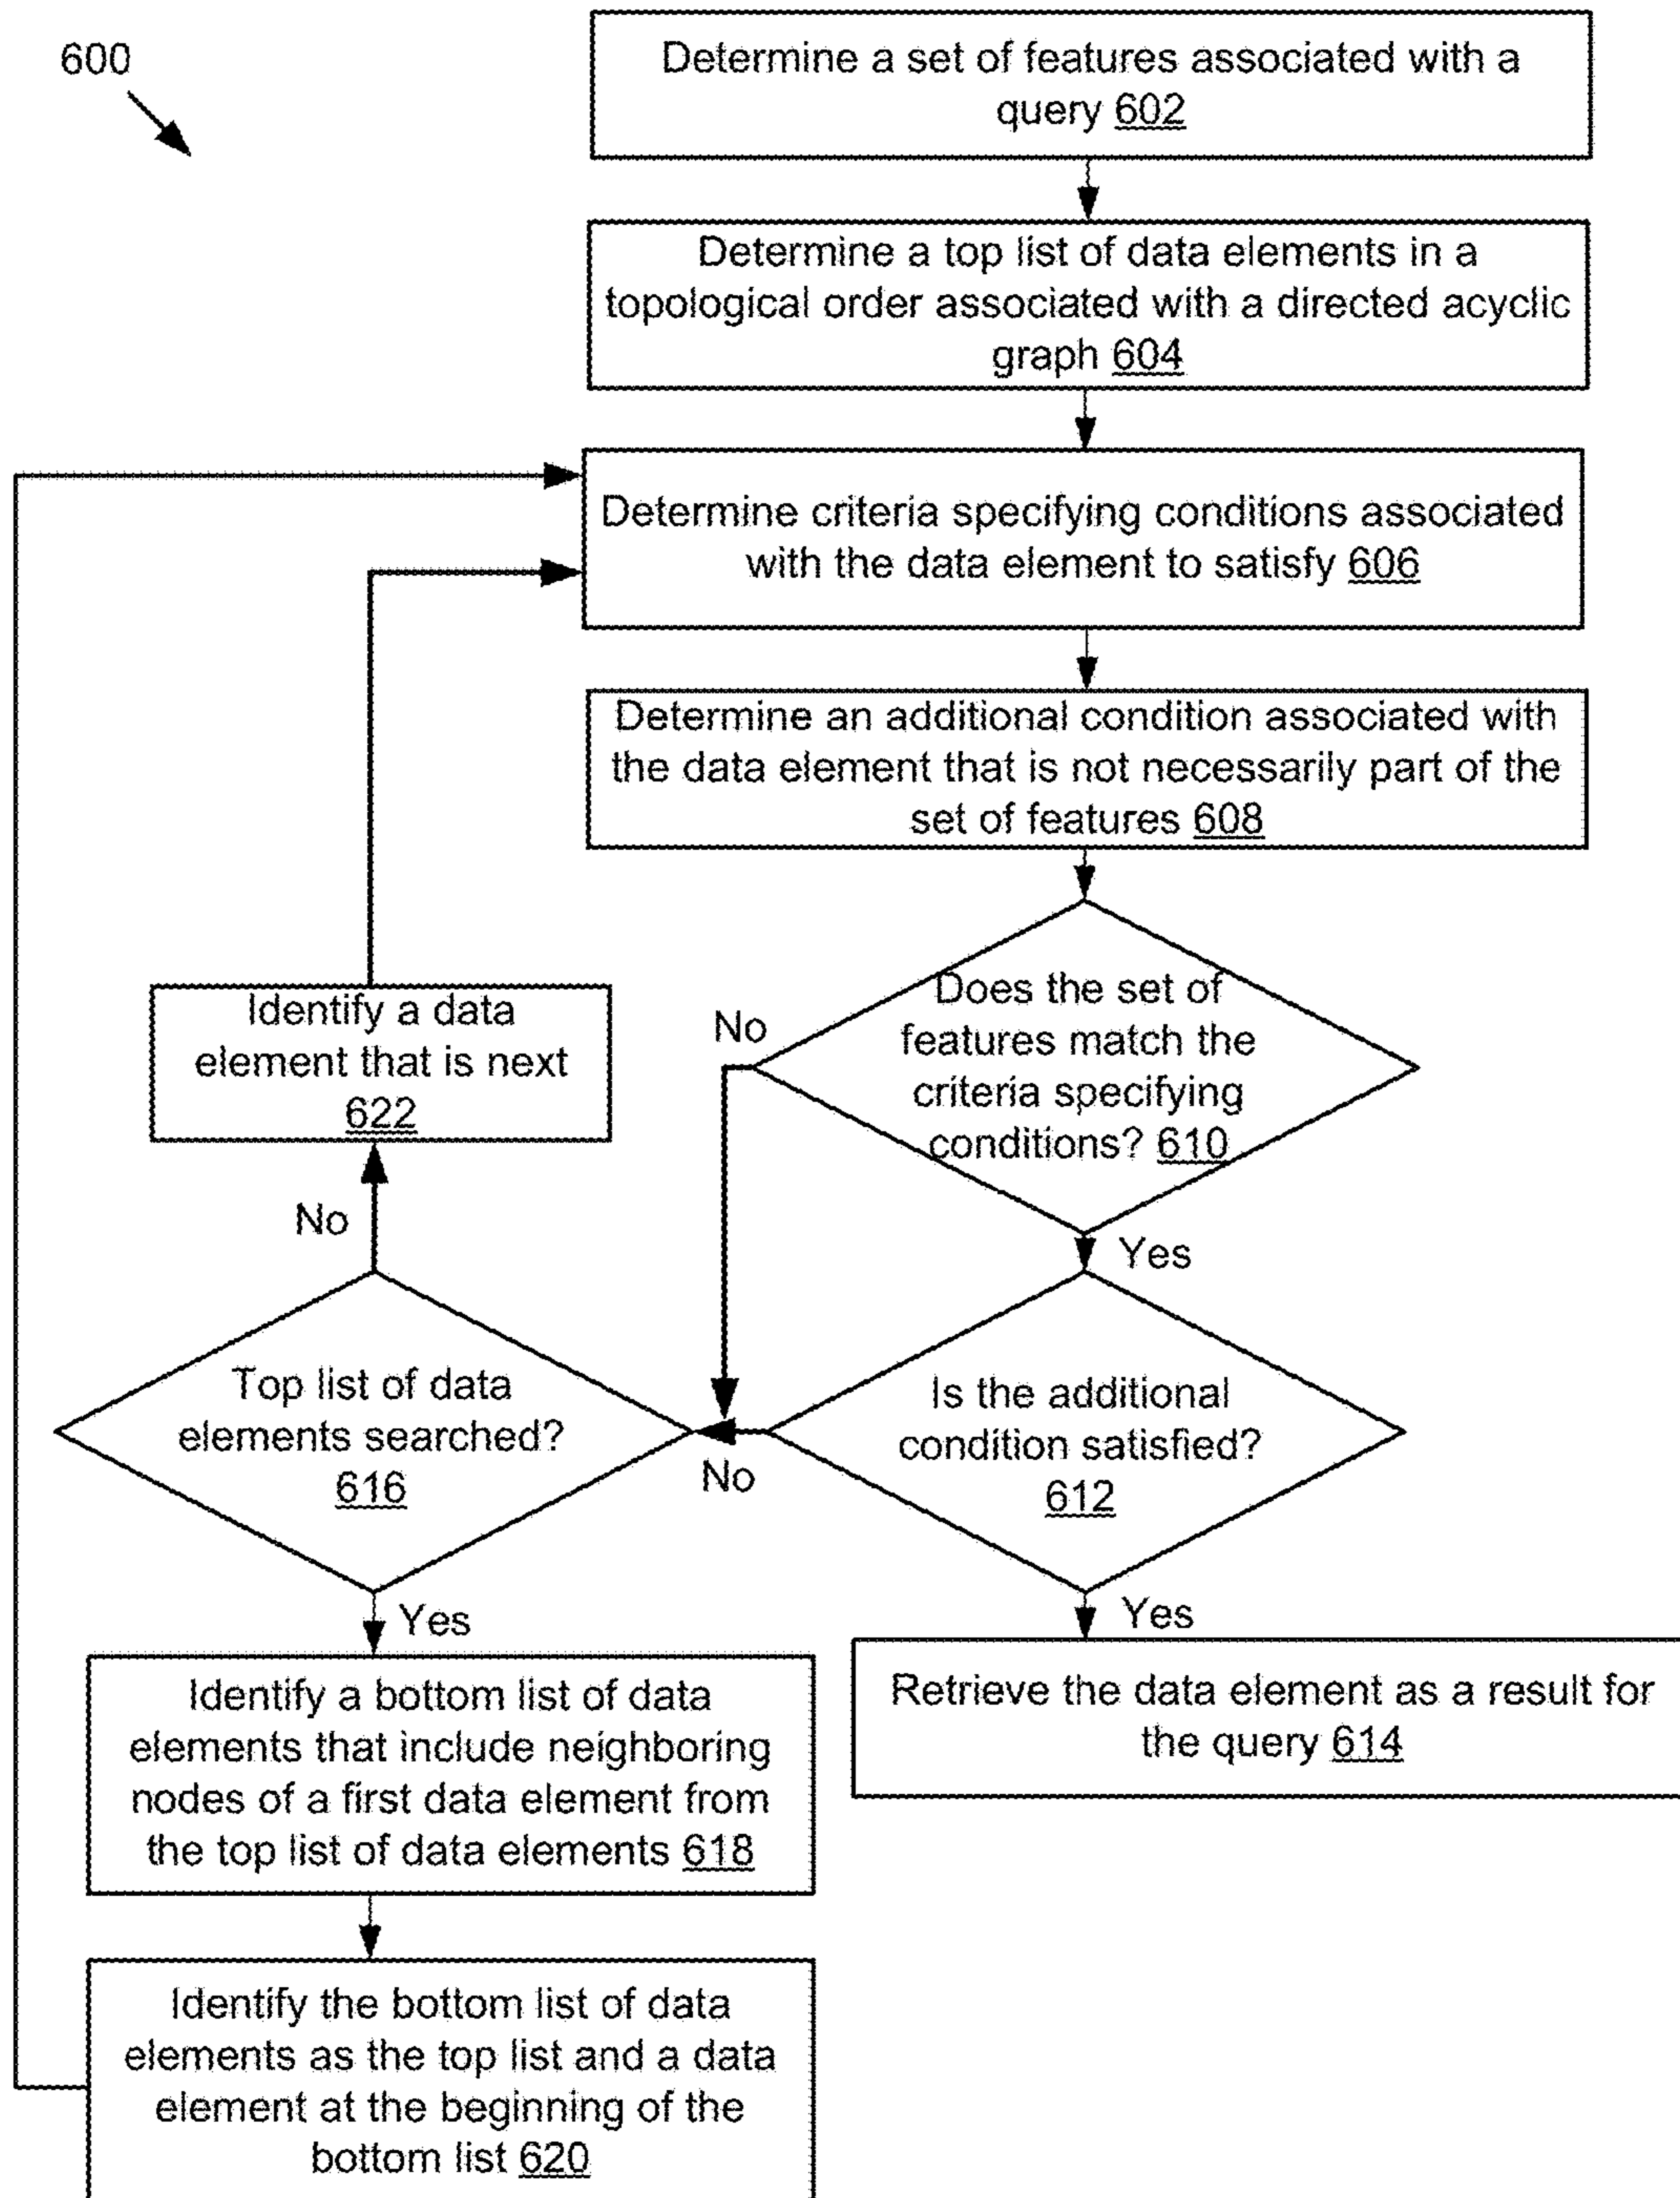 600
Determine a set of features associated with a
query 602
Determine a top list of data elements in a
topological order associated with a directed acyclic
graph 604
Determine criteria specifying conditions associated
with the data element to satisfy 606
Determine an additional condition associated with
the data element that is not necessarily part of the
set of features 608
Does the set of
features match the
criteria specifying
conditions? 610
No
Yes
Identify a data
element that is next
622
No
Top list of data
elements searched?
616
Is the additional
condition satisfied?
612
No
Yes
Yes
Identify a bottom list of data
elements that include neighboring
nodes of a first data element from
the top list of data elements 618
Retrieve the data element as a result for
the query 614
Identify the bottom list of data
elements as the top list and a data
element at the beginning of the
bottom list 620